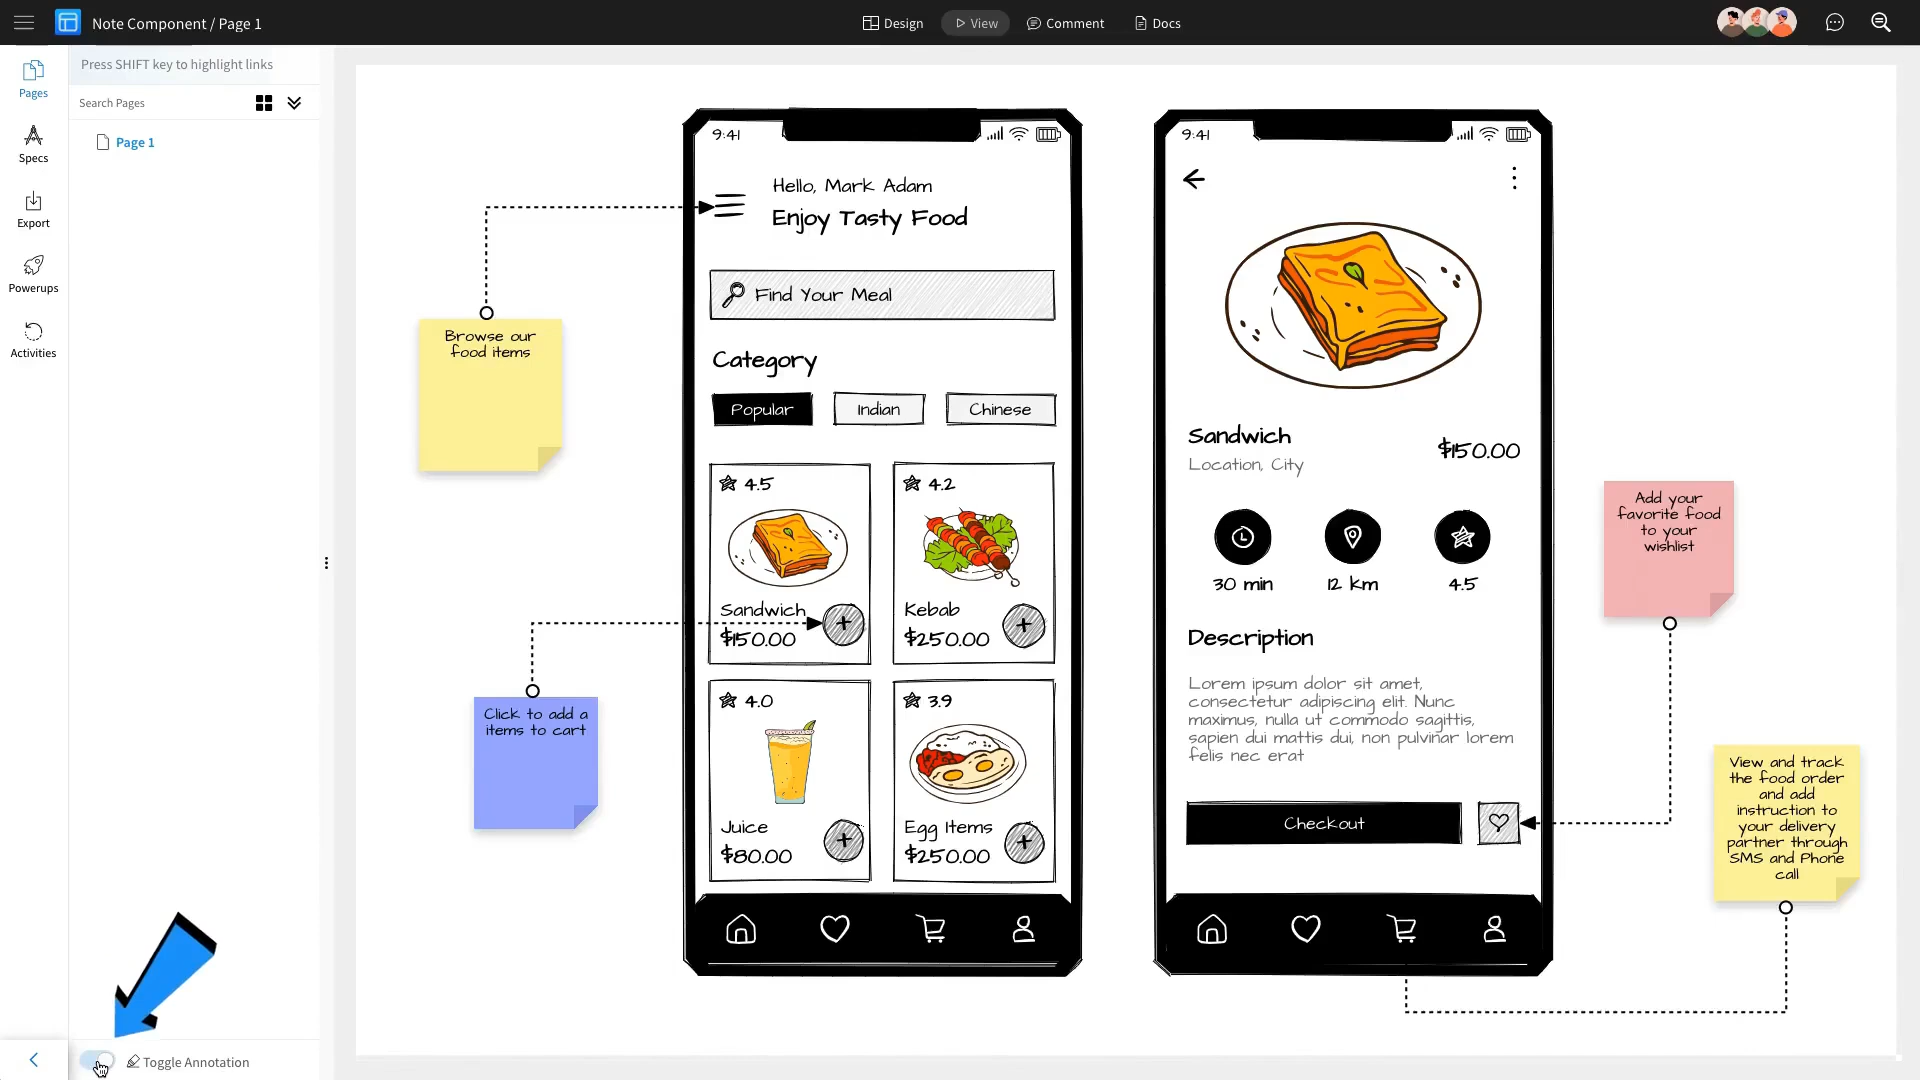 Note Component / Page 1
Design
View
Comment
Docs
Pages
Specs
Export
Powerups
Activities
Press SHIFT key to highlight links
Search Pages
Page 1
Toggle Annotation
Browse our
food items
Click to add a
items to cart
9:41
Hello, Mark Adam
Enjoy Tasty Food
Find Your Meal
Category
Popular
Indian
Chinese
4.5
Sandwich
$150.00
+
4.2
Kebab
$250.00
+
4.0
Juice
$80.00
+
3.9
Egg Items
$250.00
+
9:41
Sandwich
Location, City
$150.00
30 min
12 km
4.5
Description
Lorem ipsum dolor sit amet,
consectetur adipiscing elit. Nunc
maximus, nulla ut commodo sagittis,
sapien dui mattis dui, non pulvinar lorem
felis nec erat
Checkout
Add your
favorite food
to your
wishlist
View and track
the food order
and add
instruction to
your delivery
partner through
SMS and Phone
call